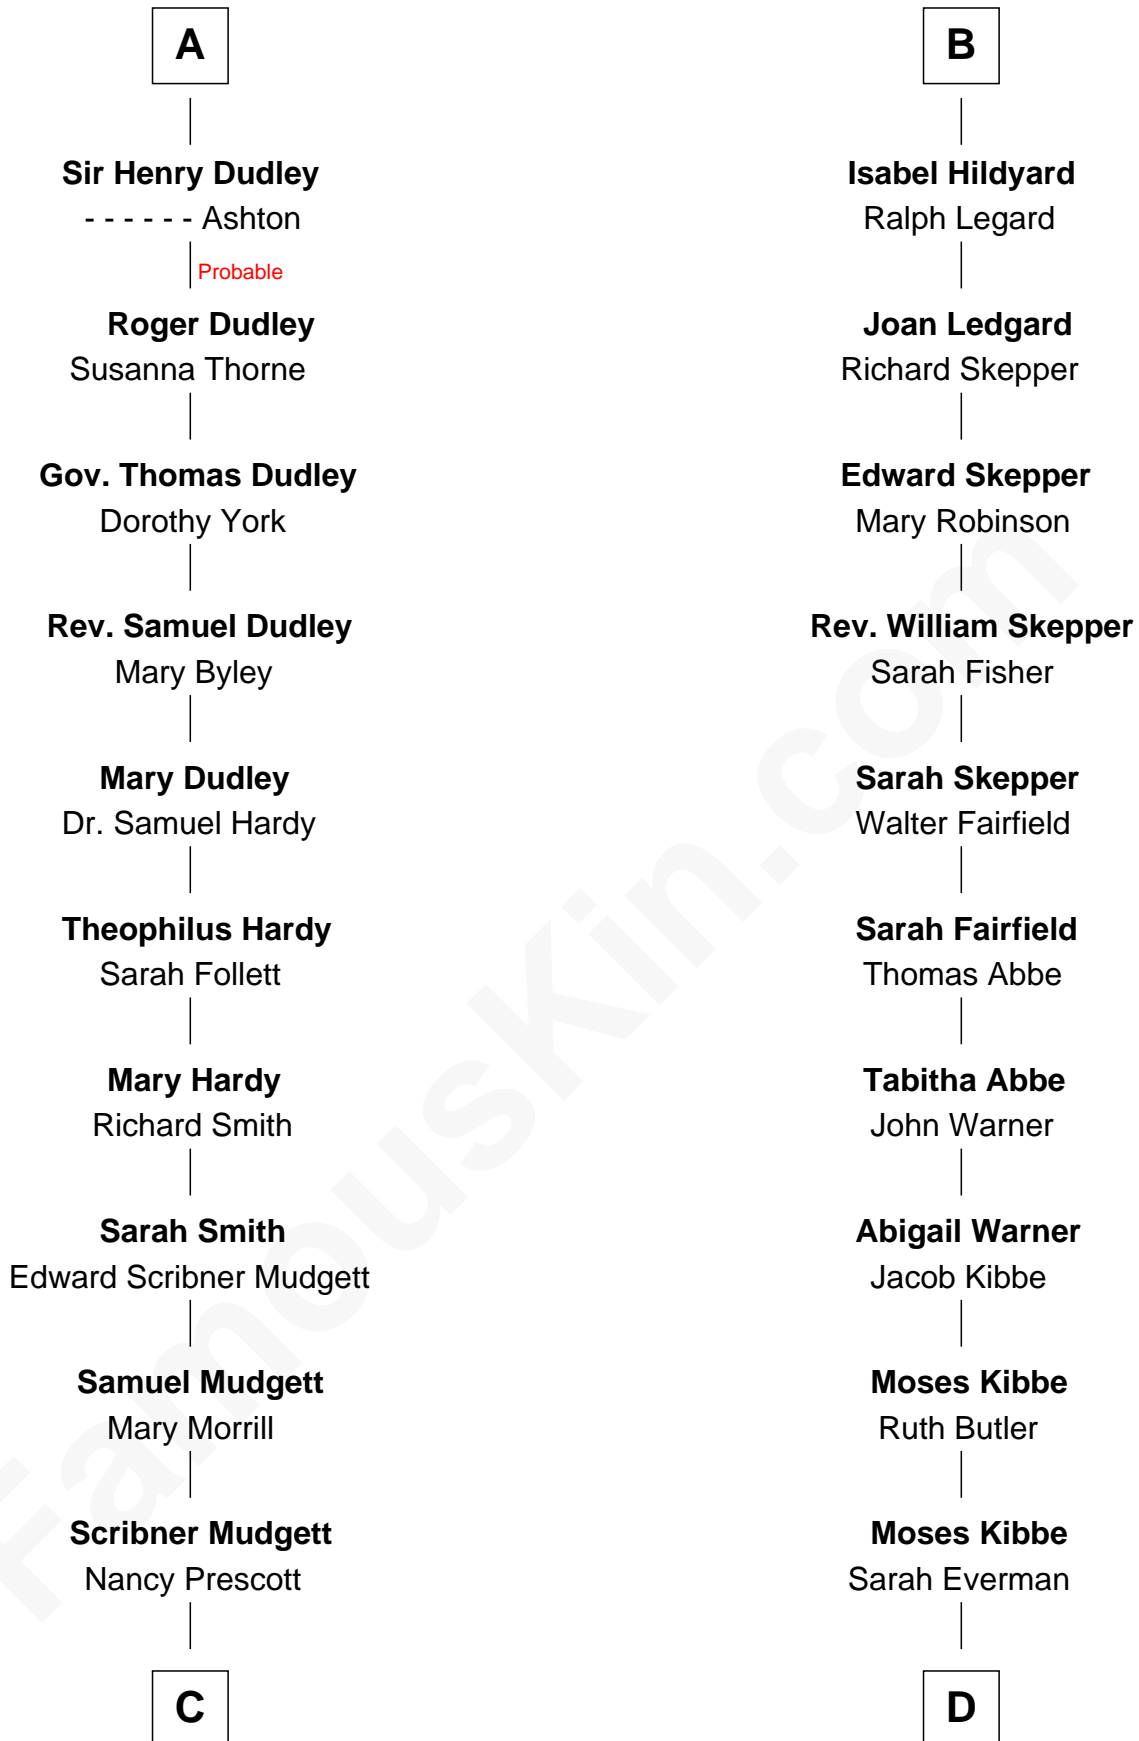 A
Sir Henry Dudley
- - - - - - Ashton
Probable
Roger Dudley
Susanna Thorne
Gov. Thomas Dudley
Dorothy York
Rev. Samuel Dudley
Mary Byley
Mary Dudley
Dr. Samuel Hardy
Theophilus Hardy
Sarah Follett
Mary Hardy
Richard Smith
Sarah Smith
Edward Scribner Mudgett
Samuel Mudgett
Mary Morrill
Scribner Mudgett
Nancy Prescott
C
B
Isabel Hildyard
Ralph Legard
Joan Ledgard
Richard Skepper
Edward Skepper
Mary Robinson
Rev. William Skepper
Sarah Fisher
Sarah Skepper
Walter Fairfield
Sarah Fairfield
Thomas Abbe
Tabitha Abbe
John Warner
Abigail Warner
Jacob Kibbe
Moses Kibbe
Ruth Butler
Moses Kibbe
Sarah Everman
D
FamousKin.com